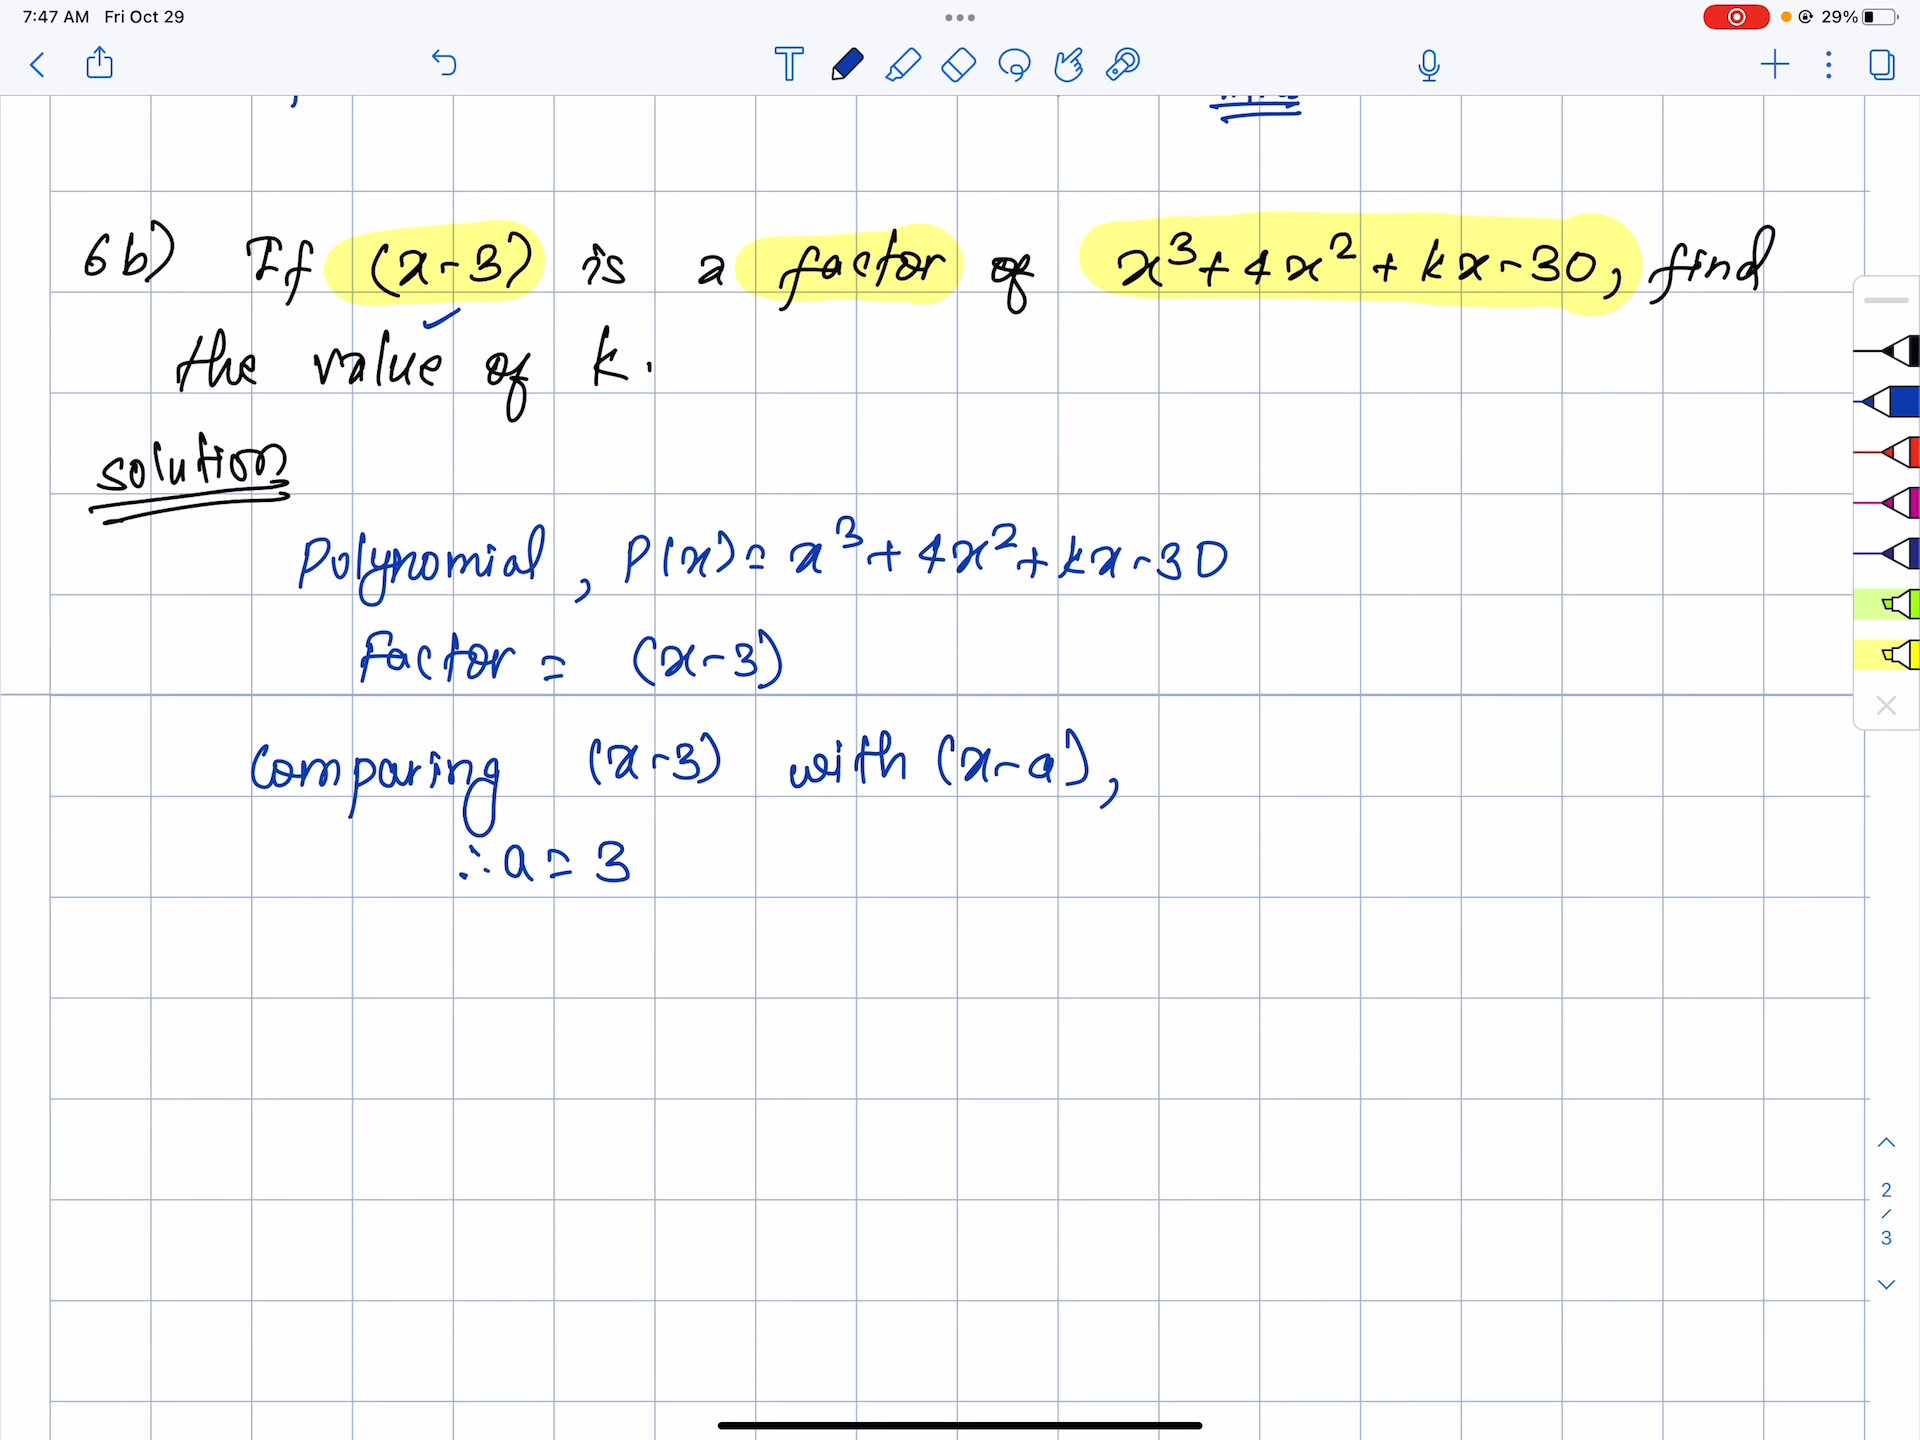 7:47 AM Fri Oct 29
29%
6b) If (x-3) is a factor of x³+4x²+kx-30, find
the value of k.
solution
Polynomial, P(x)= x³+4x²+kx-30
Factor = (x-3)
Comparing (x-3) with (x-a),
∴a=3
2
/
3